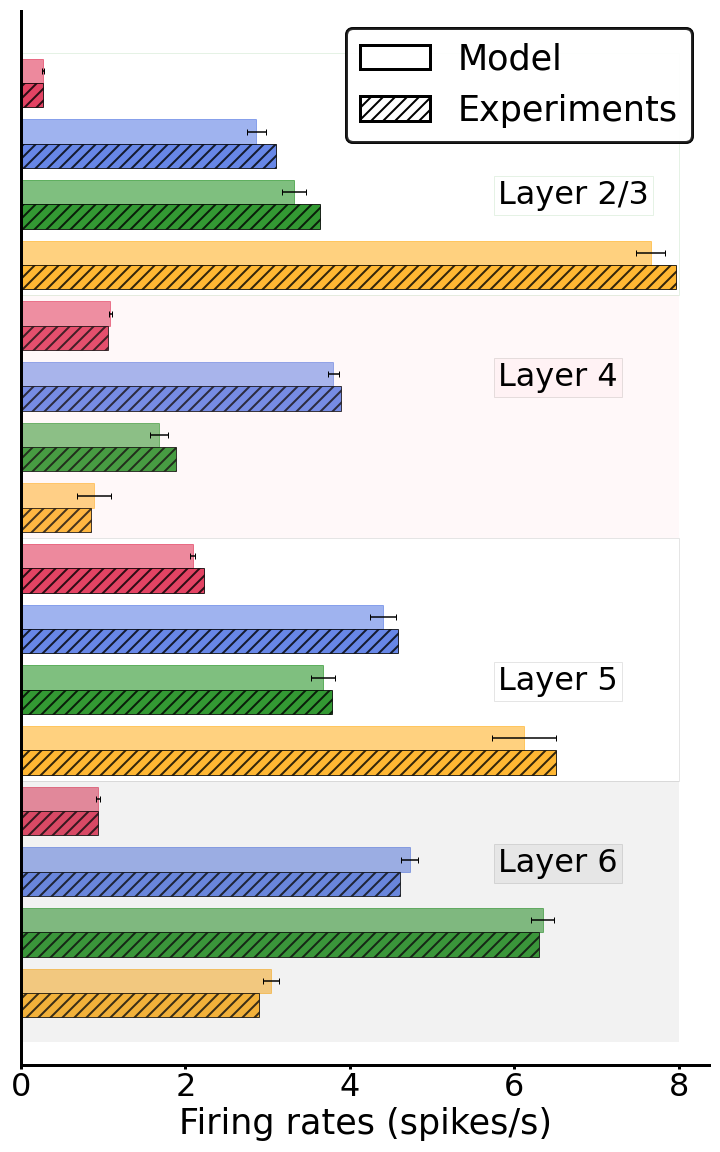 Model
Experiments
Layer 2/3
Layer 4
Layer 5
Layer 6
0 2 4 6 8
Firing rates (spikes/s)